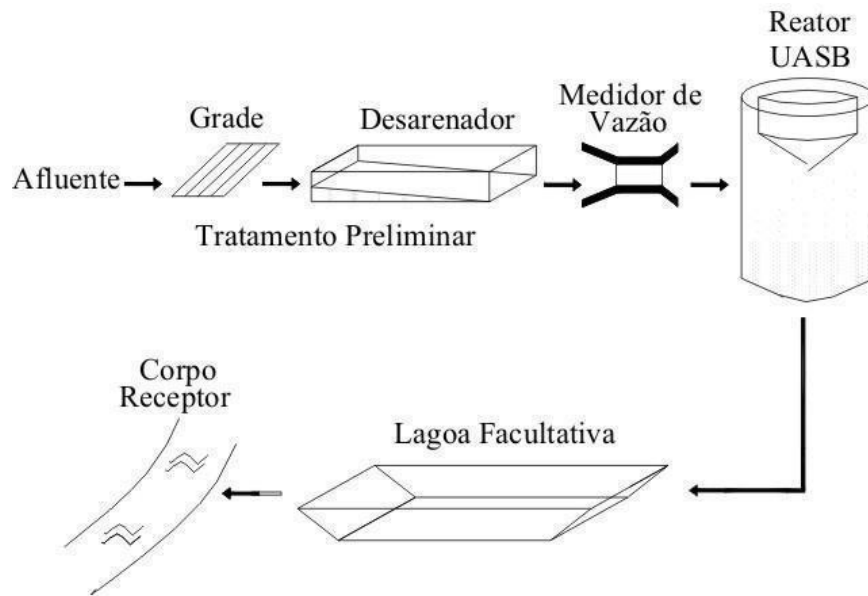 Reator
UASB
Medidor de
Vazão
Grade
Desarenador
Afluente
Tratamento Preliminar
Corpo
Receptor
Lagoa Facultativa